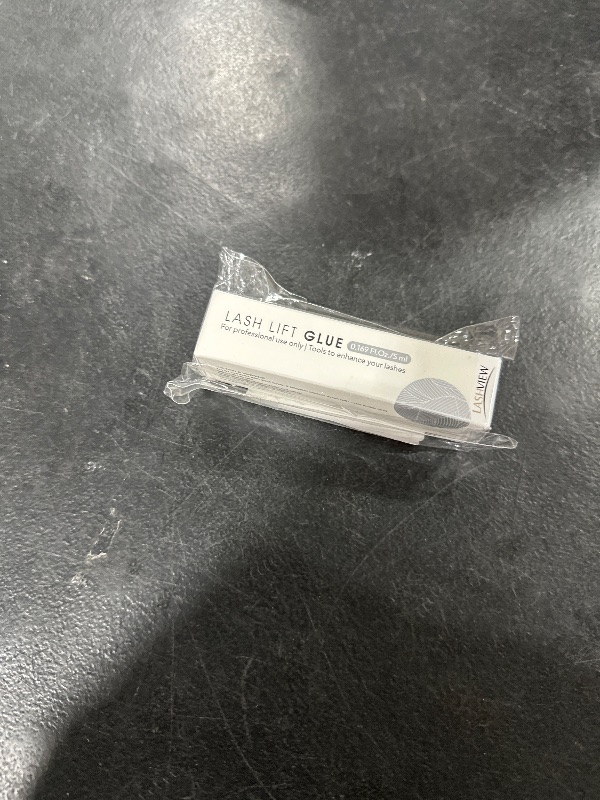 LASH LIFT GLUE 0.169 Fl.Oz./5 ml
For professional use only | Tools to enhance your lashes
LASHVIEW